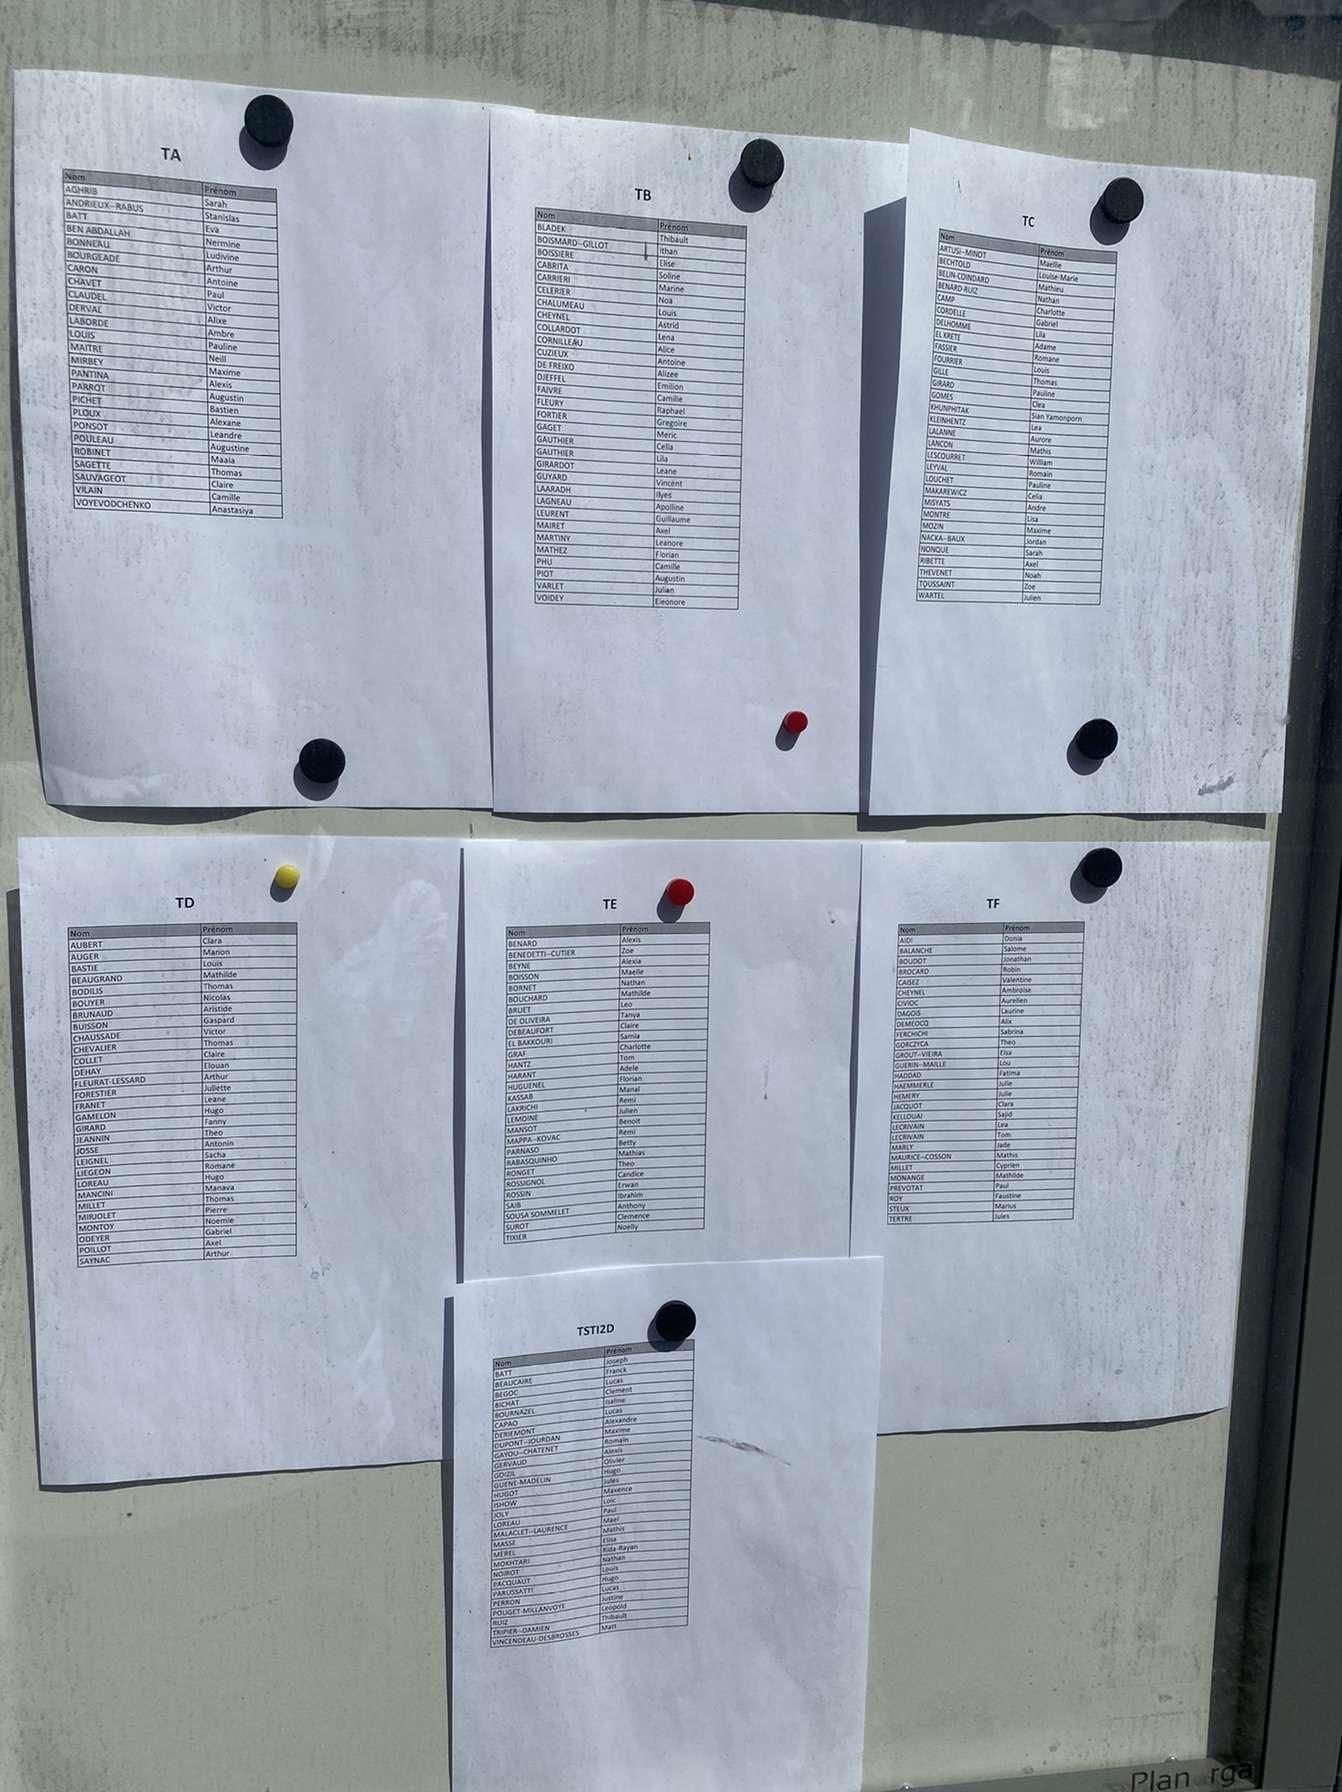 TA
Nom Prénom
AGHRIB Sarah
ANDRIEUX--RABUS Stanislas
BATT Eva
BEN ABDALLAH Nermine
BONNEAU Ludivine
BOURGEADE Arthur
CARON Antoine
CHAVET Paul
CLAUDEL Victor
DERVAL Alixe
LABORDE Ambre
LOUIS Pauline
MAITRE Neill
MIRBEY Maxime
PANTINA Alexis
PARROT Augustin
PICHET Bastien
PLOUX Alexane
PONSOT Leandre
POULEAU Augustine
ROBINET Maaia
SAGETTE Thomas
SAUVAGEOT Claire
VILAIN Camille
VOYEVODCHENKO Anastasiya
TB
Nom Prénom
BLADEK Thibault
BOISMARD--GILLOT Ithan
BOISSIERE Elise
CABRITA Soline
CARRIERI Marine
CELERIER Noa
CHALUMEAU Louis
CHEYNEL Astrid
COLLARDOT Lena
CORNILLEAU Alice
CUZIEUX Antoine
DE FREIXO Alizee
DJEFFEL Emilion
FAIVRE Camille
FLEURY Raphael
FORTIER Gregoire
GAGET Meric
GAUTHIER Celia
GAUTHIER Lila
GIRARDOT Leane
GUYARD Vincent
LAARADH Ilyes
LAGNEAU Apolline
LEURENT Guillaume
MAIRET Axel
MARTINY Leanore
MATHEZ Florian
PHU Camille
PIOT Augustin
VARLET Julian
VOIDEY Eleonore
TC
Nom Prénom
ARTUSI--MINOT Maellie
BECHTOLD Louise-Marie
BELIN-COINDARD Mathieu
BENARD-RUIZ Nathan
CAMP Charlotte
CORDELLE Gabriel
DELHOMME Lila
EL KRETE Adame
FASSIER Romane
FOURRIER Louis
GILLE Thomas
GIRARD Pauline
GOMES Clea
KHUNPHITAK Sian Yamonporn
KLEINHENTZ Lea
LALANNE Aurore
LANCON Mathis
LESCOURRET William
LEYVAL Romain
LOUCHET Pauline
MAKAREWICZ Celia
MISYATS Andre
MONTRE Lisa
MOZIN Maxime
NACKA--BAUX Jordan
NONQUE Sarah
RIBETTE Axel
THEVENET Noah
TOUSSAINT Zoe
WARTEL Julien
TD
Nom Prénom
AUBERT Clara
AUGER Manon
BASTIE Louis
BEAUGRAND Mathilde
BODILIS Thomas
BOUYER Nicolas
BRUNAUD Aristide
BUISSON Gaspard
CHAUSSADE Victor
CHEVALIER Thomas
COLLET Claire
DEHAY Elouan
FLEURAT-LESSARD Arthur
FORESTIER Juliette
FRANET Leane
GAMELON Hugo
GIRARD Fanny
JEANNIN Theo
JOSSE Antonin
LEIGNEL Sacha
LIEGEON Romane
LOREAU Hugo
MANCINI Manava
MILLET Thomas
MIRJOLET Pierre
MONTOY Noemie
ODEYER Gabriel
POILLOT Axel
SAYNAC Arthur
TE
Nom Prénom
BENARD Alexis
BENEDETTI--CUTIER Zoe
BEYNE Alexia
BOISSON Maelle
BORNET Nathan
BOUCHARD Mathilde
BRUET Leo
DE OLIVEIRA Tanya
DEBEAUFORT Claire
EL BAKKOURI Samia
GRAF Charlotte
HANTZ Tom
HARANT Adele
HUGUENEL Florian
KASSAB Manal
LAKRICHI Remi
LEMOINE Julien
MANSOT Benoit
MAPPA--KOVAC Remi
PARNASO Betty
RABASQUINHO Mathias
RONGET Theo
ROSSIGNOL Candice
ROSSIN Erwan
SAIB Ibrahim
SOUSA SOMMELET Anthony
SUROT Clemence
TIXIER Noelly
TF
Nom Prénom
AIDI Donia
BALANCHE Salome
BOUDOT Jonathan
BROCARD Robin
CAISEZ Valentine
CHEYNEL Ambroise
CIVIOC Aurelien
DAGOIS Laurine
DEMEOCQ Alix
FERCHICHI Sabrina
GORCZYCA Theo
GROUT--VIEIRA Elsa
GUERIN--MAILLE Lou
HADDAD Fatima
HAEMMERLE Julie
HEMERY Julie
JACQUOT Clara
KELLOUAI Sajid
LECRIVAIN Lea
LECRIVAIN Tom
MARLY Jade
MAURICE--COSSON Mathis
MILLET Cyprien
MONANGE Mathilde
PREVOTAT Paul
ROY Faustine
STEUX Marius
TERTRE Jules
TSTI2D
Nom Prénom
BATT Joseph
BEAUCAIRE Franck
BEGOC Lucas
BICHAT Clement
BOURNAZEL Isaline
CAPAO Lucas
DERIEMONT Alexandre
DUPONT--JOURDAN Maxime
GAYOU--CHATENET Romain
GERVAUD Alexis
GOIZIL Olivier
GUENE-MADELIN Hugo
HUGOT Jules
ISHOW Maxence
JOLY Loic
LOREAU Paul
MALACLET--LAURENCE Mael
MASSE Mathis
MEREL Elisa
MOKHTARI Rida-Rayan
NOIROT Nathan
PACQUAUT Louis
PARUSSATTI Hugo
PERRON Lucas
POUGET-MILLANVOYE Justine
RUIZ Leopold
TRIPIER--DAMIEN Thibault
VINCENDEAU-DESBROSSES Matt
Plan